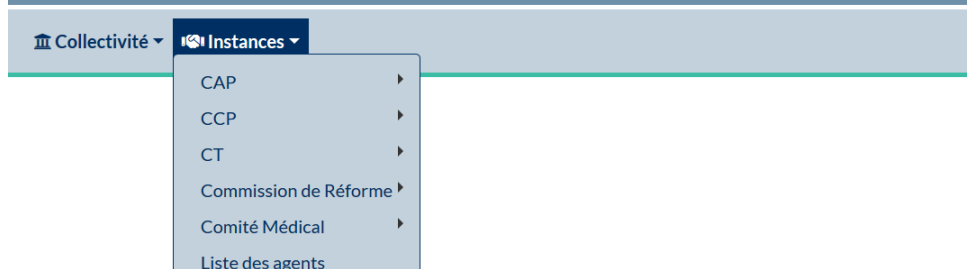 Collectivité
Instances
CAP
CCP
CT
Commission de Réforme
Comité Médical
Liste des agents